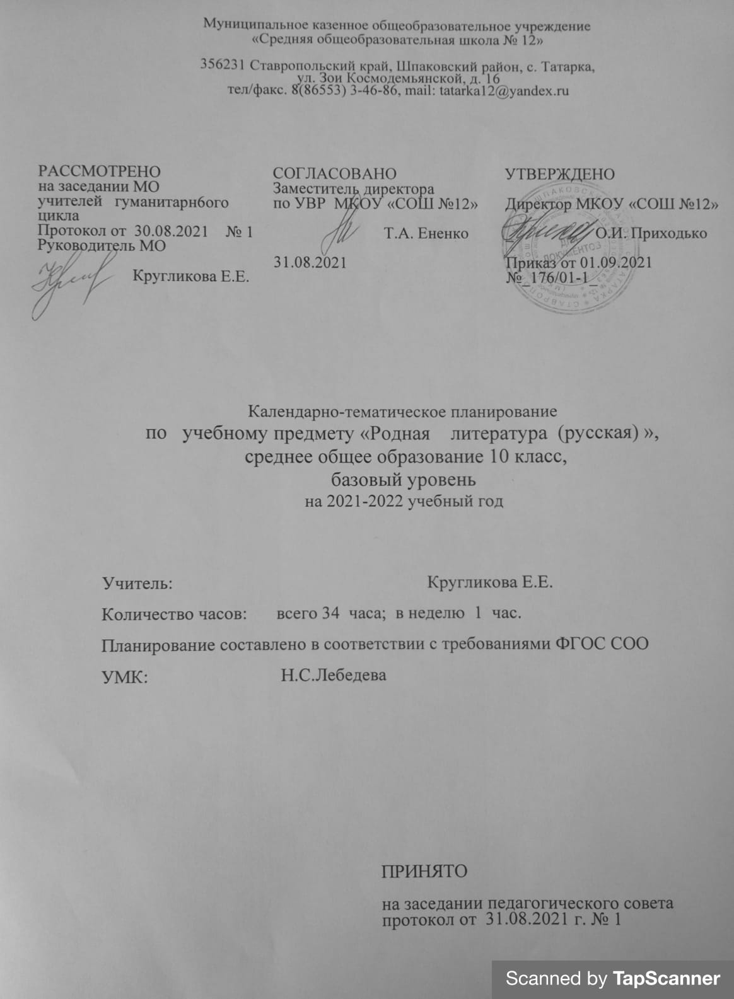 Муниципальное казенное общеобразовательное учреждение
«Средняя общеобразовательная школа № 12»
356231 Ставропольский край, Шпаковский район, с. Татарка,
ул. Зои Космодемьянской, д. 16
тел/факс. 8(86553) 3-46-86, mail: tatarka12@yandex.ru
РАССМОТРЕНО
на заседании МО
учителей гуманитарнбого
цикла
Протокол от 30.08.2021 № 1
Руководитель МО
Кругликова Е.Е.
СОГЛАСОВАНО
Заместитель директора
по УВР МКОУ «СОШ №12»
Т.А. Ененко
31.08.2021
УТВЕРЖДЕНО
Директор МКОУ «СОШ №12»
О.И. Приходько
Приказ от 01.09.2021
№_176/01-1_
ДЛЯ
ДОКУМЕНТОВ
Календарно-тематическое планирование
по учебному предмету «Родная литература (русская) »,
среднее общее образование 10 класс,
базовый уровень
на 2021-2022 учебный год
Учитель: Кругликова Е.Е.
Количество часов: всего 34 часа; в неделю 1 час.
Планирование составлено в соответствии с требованиями ФГОС СОО
УМК: Н.С.Лебедева
ПРИНЯТО
на заседании педагогического совета
протокол от 31.08.2021 г. № 1
Scanned by TapScanner